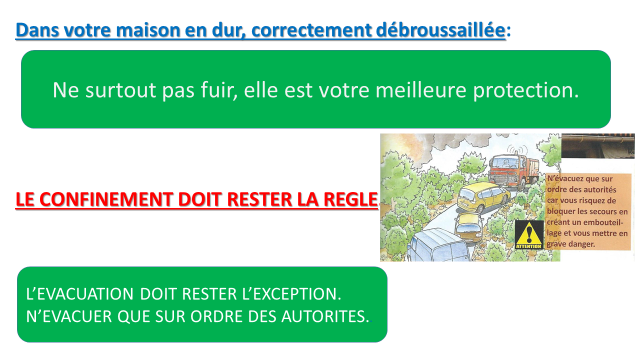 Dans votre maison en dur, correctement débroussaillée:
Ne surtout pas fuir, elle est votre meilleure protection.
LE CONFINEMENT DOIT RESTER LA REGLE
N'évacuez que sur
ordre des autorités
car vous risquez de
bloquer les secours en
créant un embouteil-
lage et vous mettre en
grave danger.
ATTENTION
L'EVACUATION DOIT RESTER L'EXCEPTION.
N'EVACUER QUE SUR ORDRE DES AUTORITES.